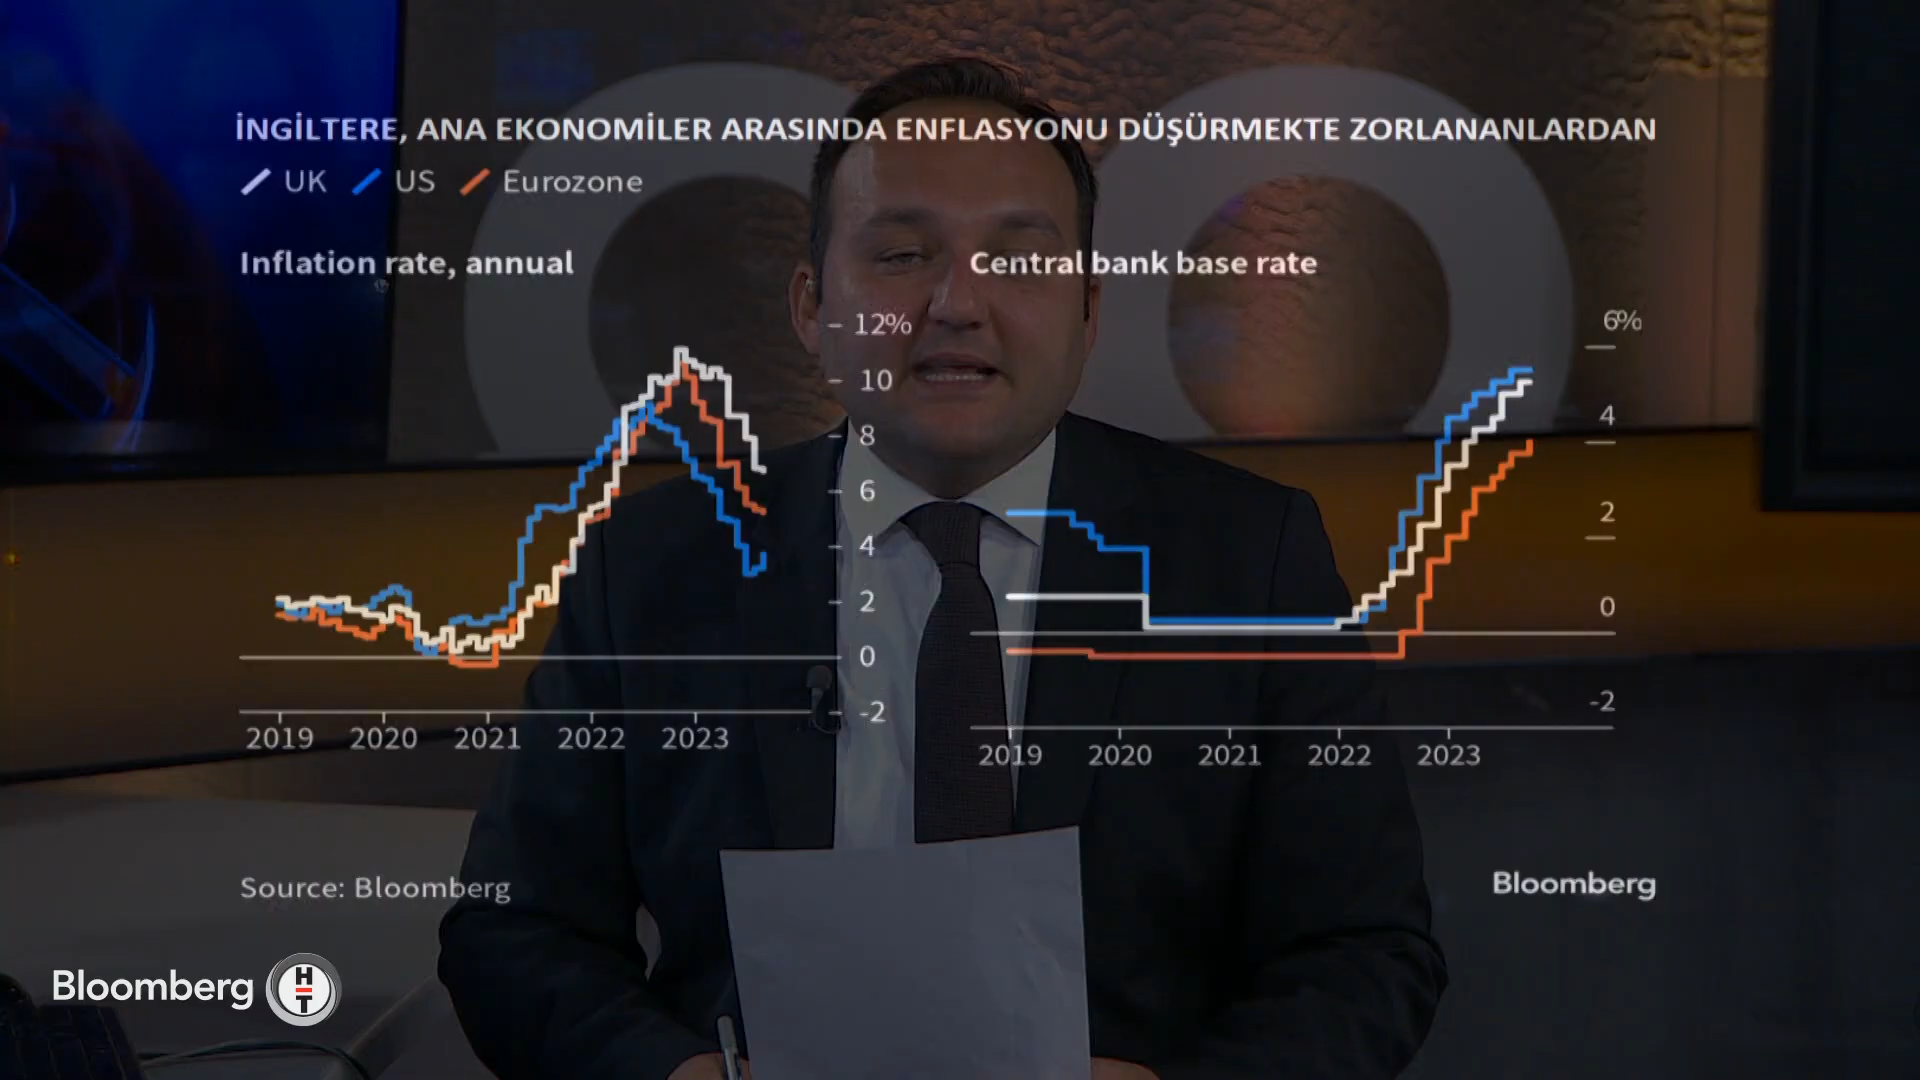 İNGİLTERE, ANA EKONOMİLER ARASINDA ENFLASYONU DÜŞÜRMEKTE ZORLANANLARDAN
UK US Eurozone
Inflation rate, annual
12%
10
8
6
4
2
0
-2
2019 2020 2021 2022 2023
Central bank base rate
6%
4
2
0
-2
2019 2020 2021 2022 2023
Source: Bloomberg
Bloomberg
Bloomberg HT